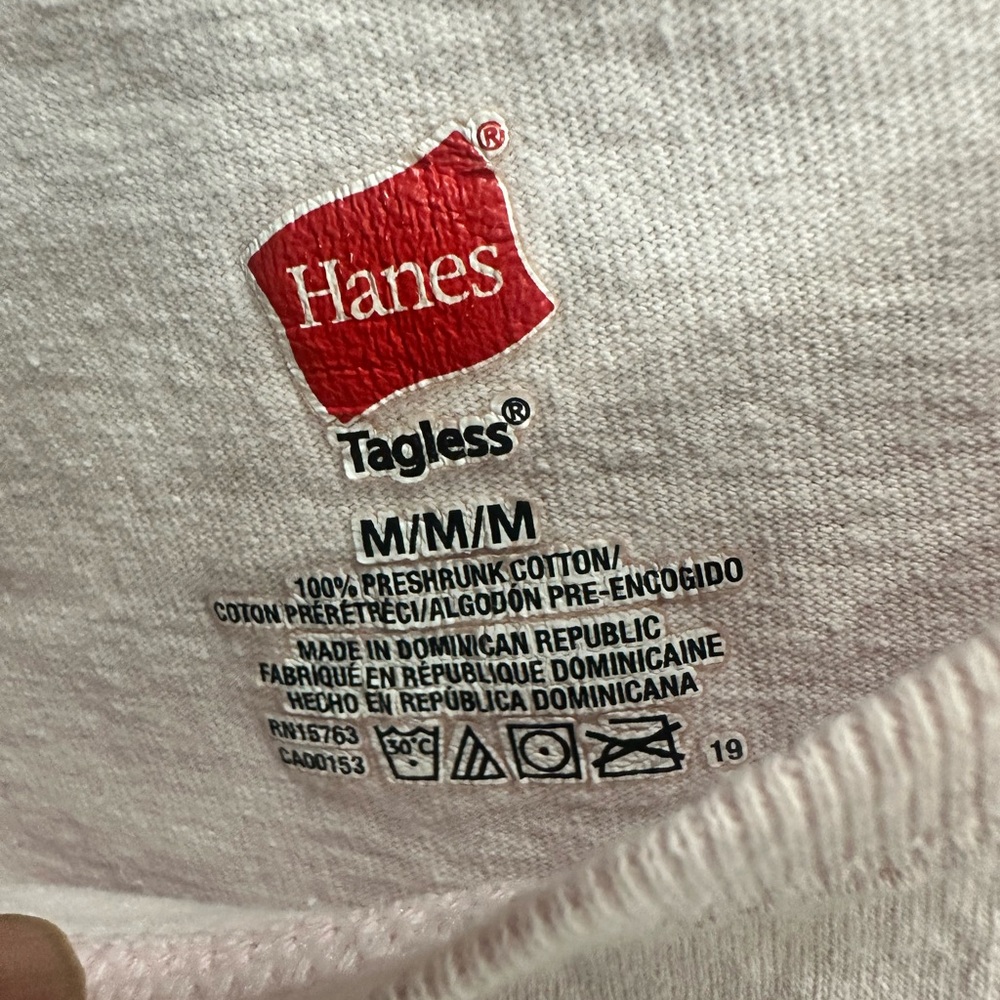 Hanes®
Tagless®
M/M/M
100% PRESHRUNK COTTON/
COTON PRÉRÉTRÉCI/ALGODÓN PRE-ENCOGIDO
MADE IN DOMINICAN REPUBLIC
FABRIQUÉ EN RÉPUBLIQUE DOMINICAINE
HECHO EN REPÚBLICA DOMINICANA
RN15763
CA00153
30°C
19